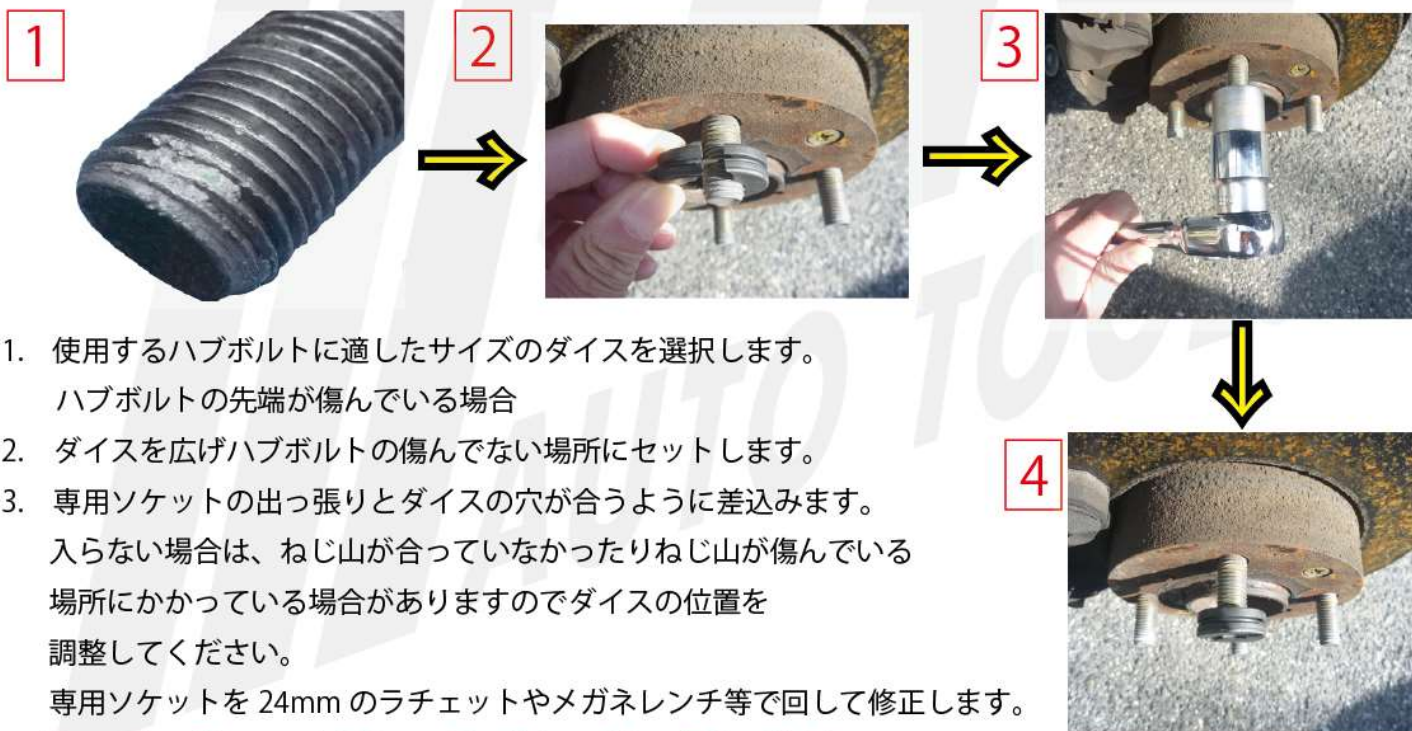 1
2
3
1. 使用するハブボルトに適したサイズのダイスを選択します。
ハブボルトの先端が傷んでいる場合
2. ダイスを広げハブボルトの傷んでない場所にセットします。
3. 専用ソケットの出っ張りとダイスの穴が合うように差込みます。
入らない場合は、ねじ山が合っていなかったりねじ山が傷んでいる
場所にかかっている場合がありますのでダイスの位置を
調整してください。
専用ソケットを 24mm のラチェットやメガネレンチ等で回して修正します。
4
AUTO TOOL